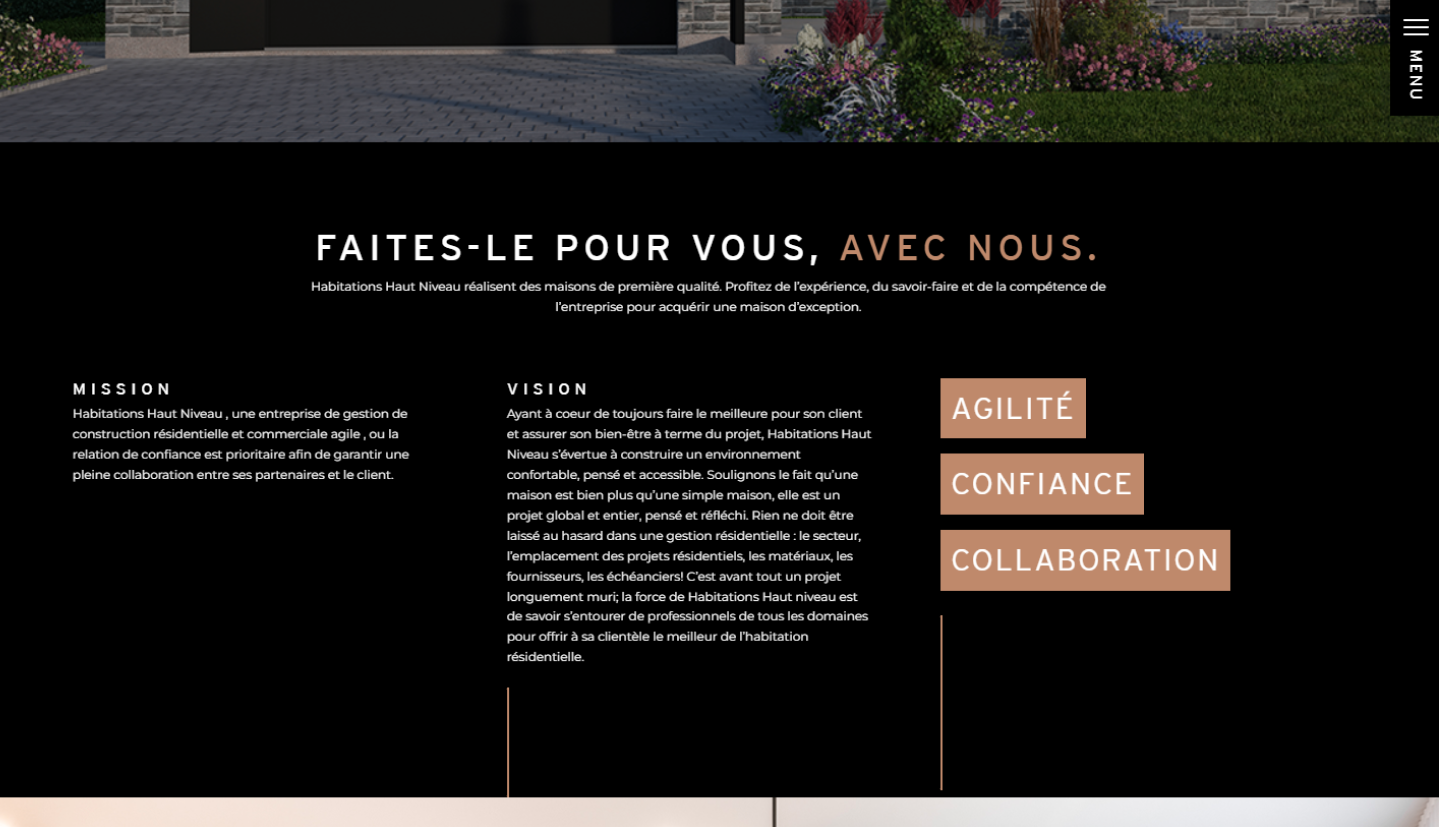 MENU
FAITES-LE POUR VOUS, AVEC NOUS.
Habitations Haut Niveau réalisent des maisons de première qualité. Profitez de l'expérience, du savoir-faire et de la compétence de
l'entreprise pour acquérir une maison d'exception.
MISSION
Habitations Haut Niveau , une entreprise de gestion de
construction résidentielle et commerciale agile , ou la
relation de confiance est prioritaire afin de garantir une
pleine collaboration entre ses partenaires et le client.
VISION
Ayant à coeur de toujours faire le meilleure pour son client
et assurer son bien-être à terme du projet, Habitations Haut
Niveau s'évertue à construire un environnement
confortable, pensé et accessible. Soulignons le fait qu'une
maison est bien plus qu'une simple maison, elle est un
projet global et entier, pensé et réfléchi. Rien ne doit être
laissé au hasard dans une gestion résidentielle : le secteur,
l'emplacement des projets résidentiels, les matériaux, les
fournisseurs, les échéanciers! C'est avant tout un projet
longuement muri; la force de Habitations Haut niveau est
de savoir s'entourer de professionnels de tous les domaines
pour offrir à sa clientèle le meilleur de l'habitation
résidentielle.
AGILITÉ
CONFIANCE
COLLABORATION